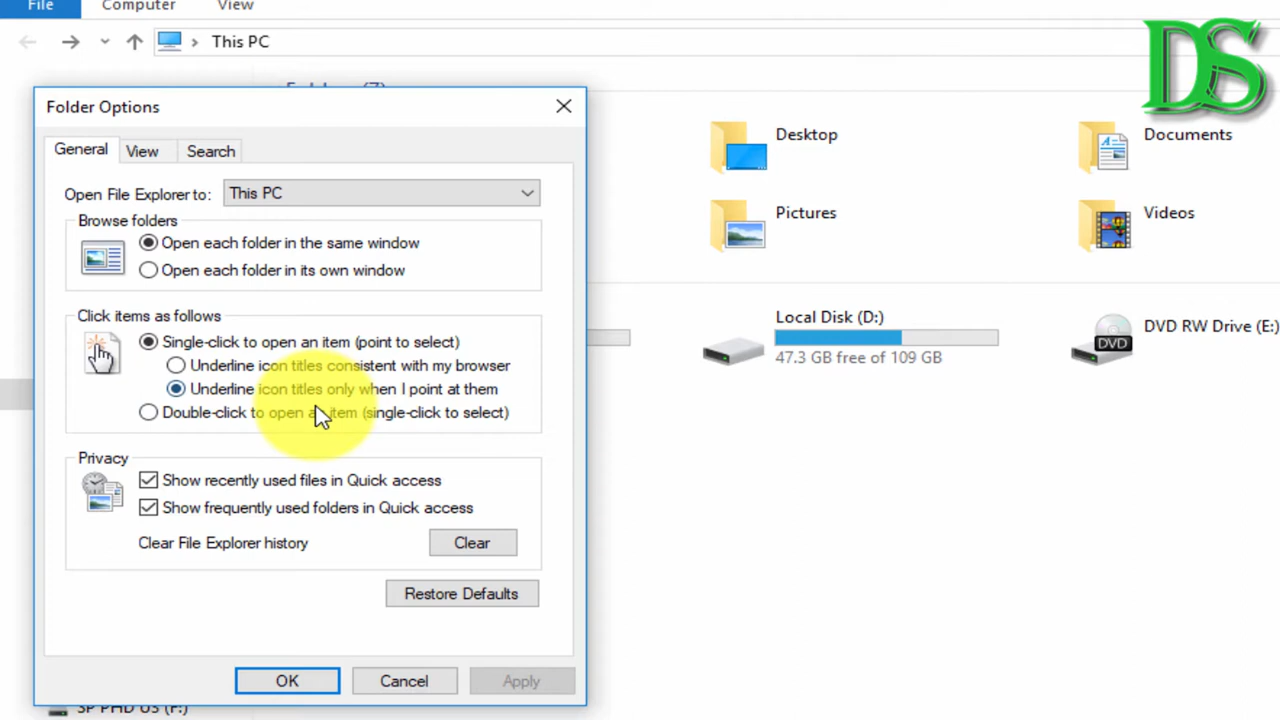 File Computer View
This PC
DS
Folders (7)
Folder Options
General View Search
Open File Explorer to: This PC
Browse folders
Open each folder in the same window
Open each folder in its own window
Click items as follows
Single-click to open an item (point to select)
Underline icon titles consistent with my browser
Underline icon titles only when I point at them
Double-click to open an item (single-click to select)
Privacy
Show recently used files in Quick access
Show frequently used folders in Quick access
Clear File Explorer history Clear
Restore Defaults
OK Cancel Apply
Desktop Documents
Pictures Videos
Local Disk (D:) DVD RW Drive (E:)
DVD
47.3 GB free of 109 GB
SP PHD U3 (F:)